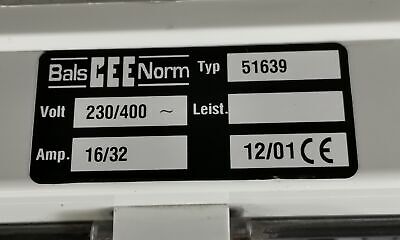 Bals CEE Norm Typ 51639
Volt 230/400 ~ Leist.
Amp. 16/32 12/01 CE